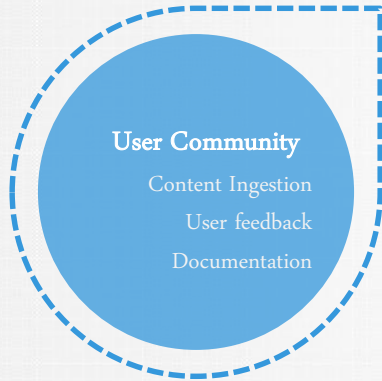 User Community
Content Ingestion
User feedback
Documentation